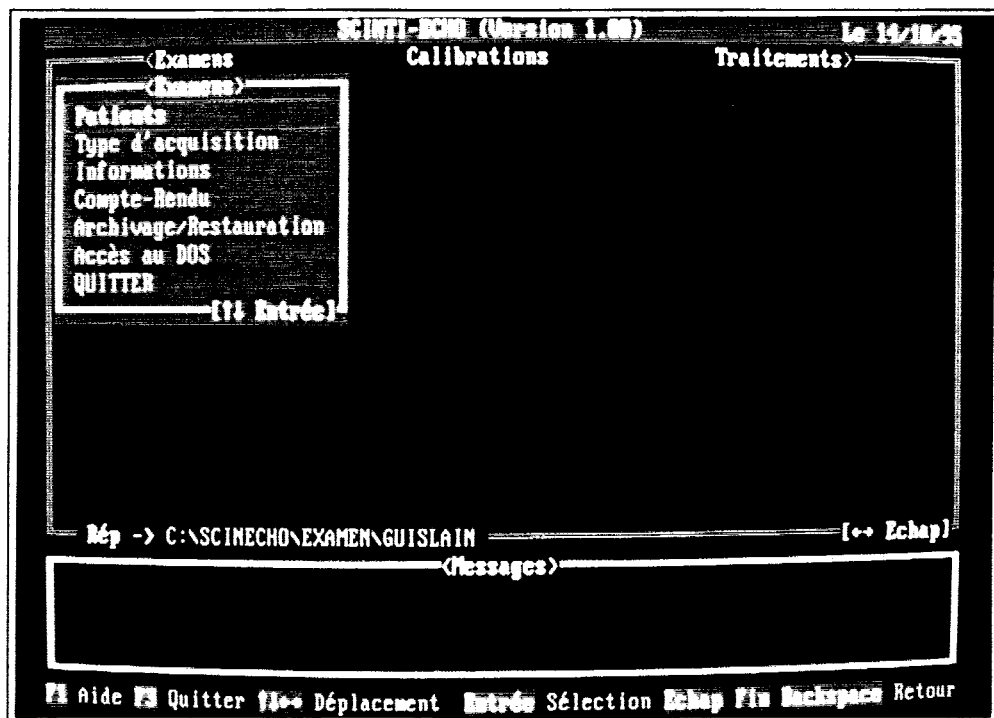 SCINTI-ECHO (Version 1.00) Le 14/10/95
<Examens Calibrations Traitements>
<Examens>
Patients
Type d'acquisition
Informations
Compte-Rendu
Archivage/Restauration
Accès au DOS
QUITTER
[↑↓ Entrée]
Rép -> C:\SCINECHO\EXAMEN\GUISLAIN [↔ Echap]
<Messages>
Aide Quitter Déplacement Entrée Sélection Echap Fin Backspace Retour